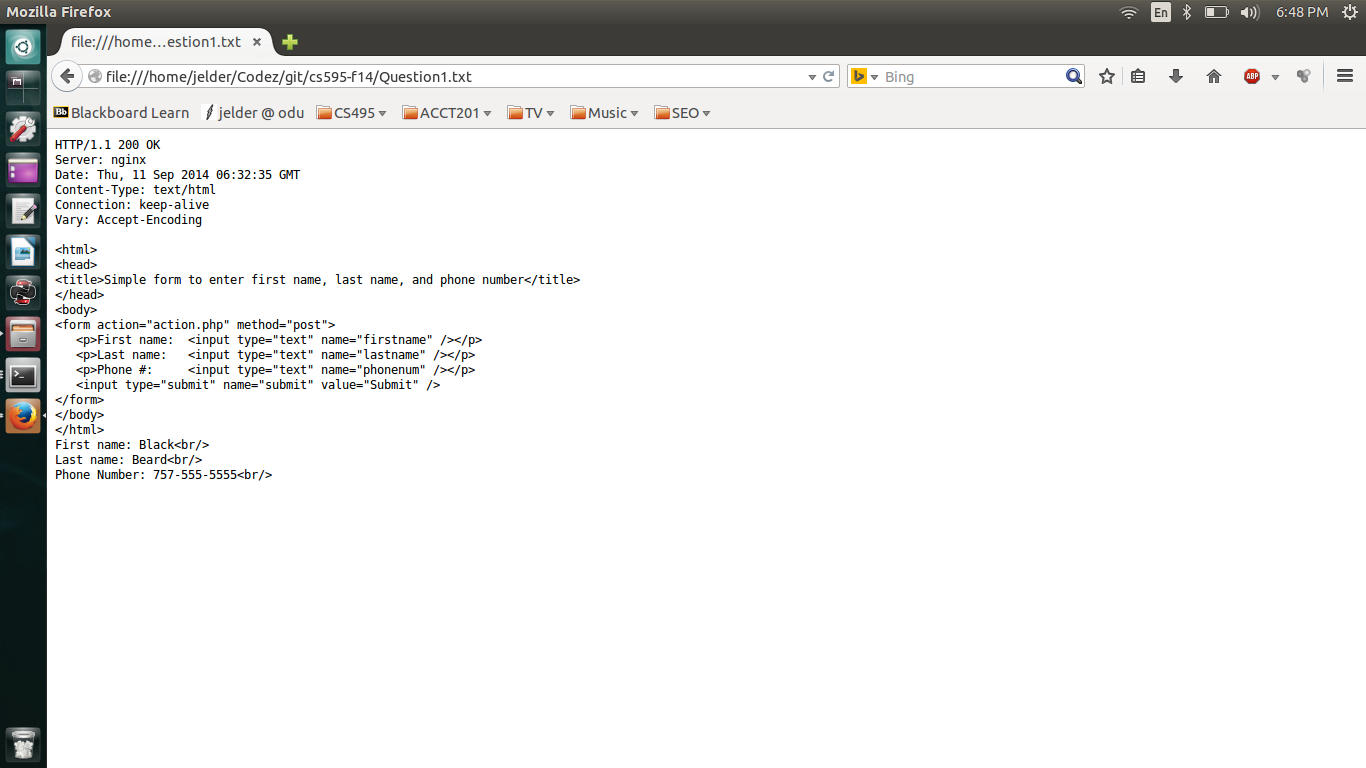 Mozilla Firefox
En
6:48 PM
file:///home...estion1.txt
file:///home/jelder/Codez/git/cs595-f14/Question1.txt
Bing
ABP
Bb Blackboard Learn
jelder @ odu
CS495
ACCT201
TV
Music
SEO
HTTP/1.1 200 OK
Server: nginx
Date: Thu, 11 Sep 2014 06:32:35 GMT
Content-Type: text/html
Connection: keep-alive
Vary: Accept-Encoding

<html>
<head>
<title>Simple form to enter first name, last name, and phone number</title>
</head>
<body>
<form action="action.php" method="post">
   <p>First name:  <input type="text" name="firstname" /></p>
   <p>Last name:   <input type="text" name="lastname" /></p>
   <p>Phone #:     <input type="text" name="phonenum" /></p>
   <input type="submit" name="submit" value="Submit" />
</form>
</body>
</html>
First name: Black<br/>
Last name: Beard<br/>
Phone Number: 757-555-5555<br/>